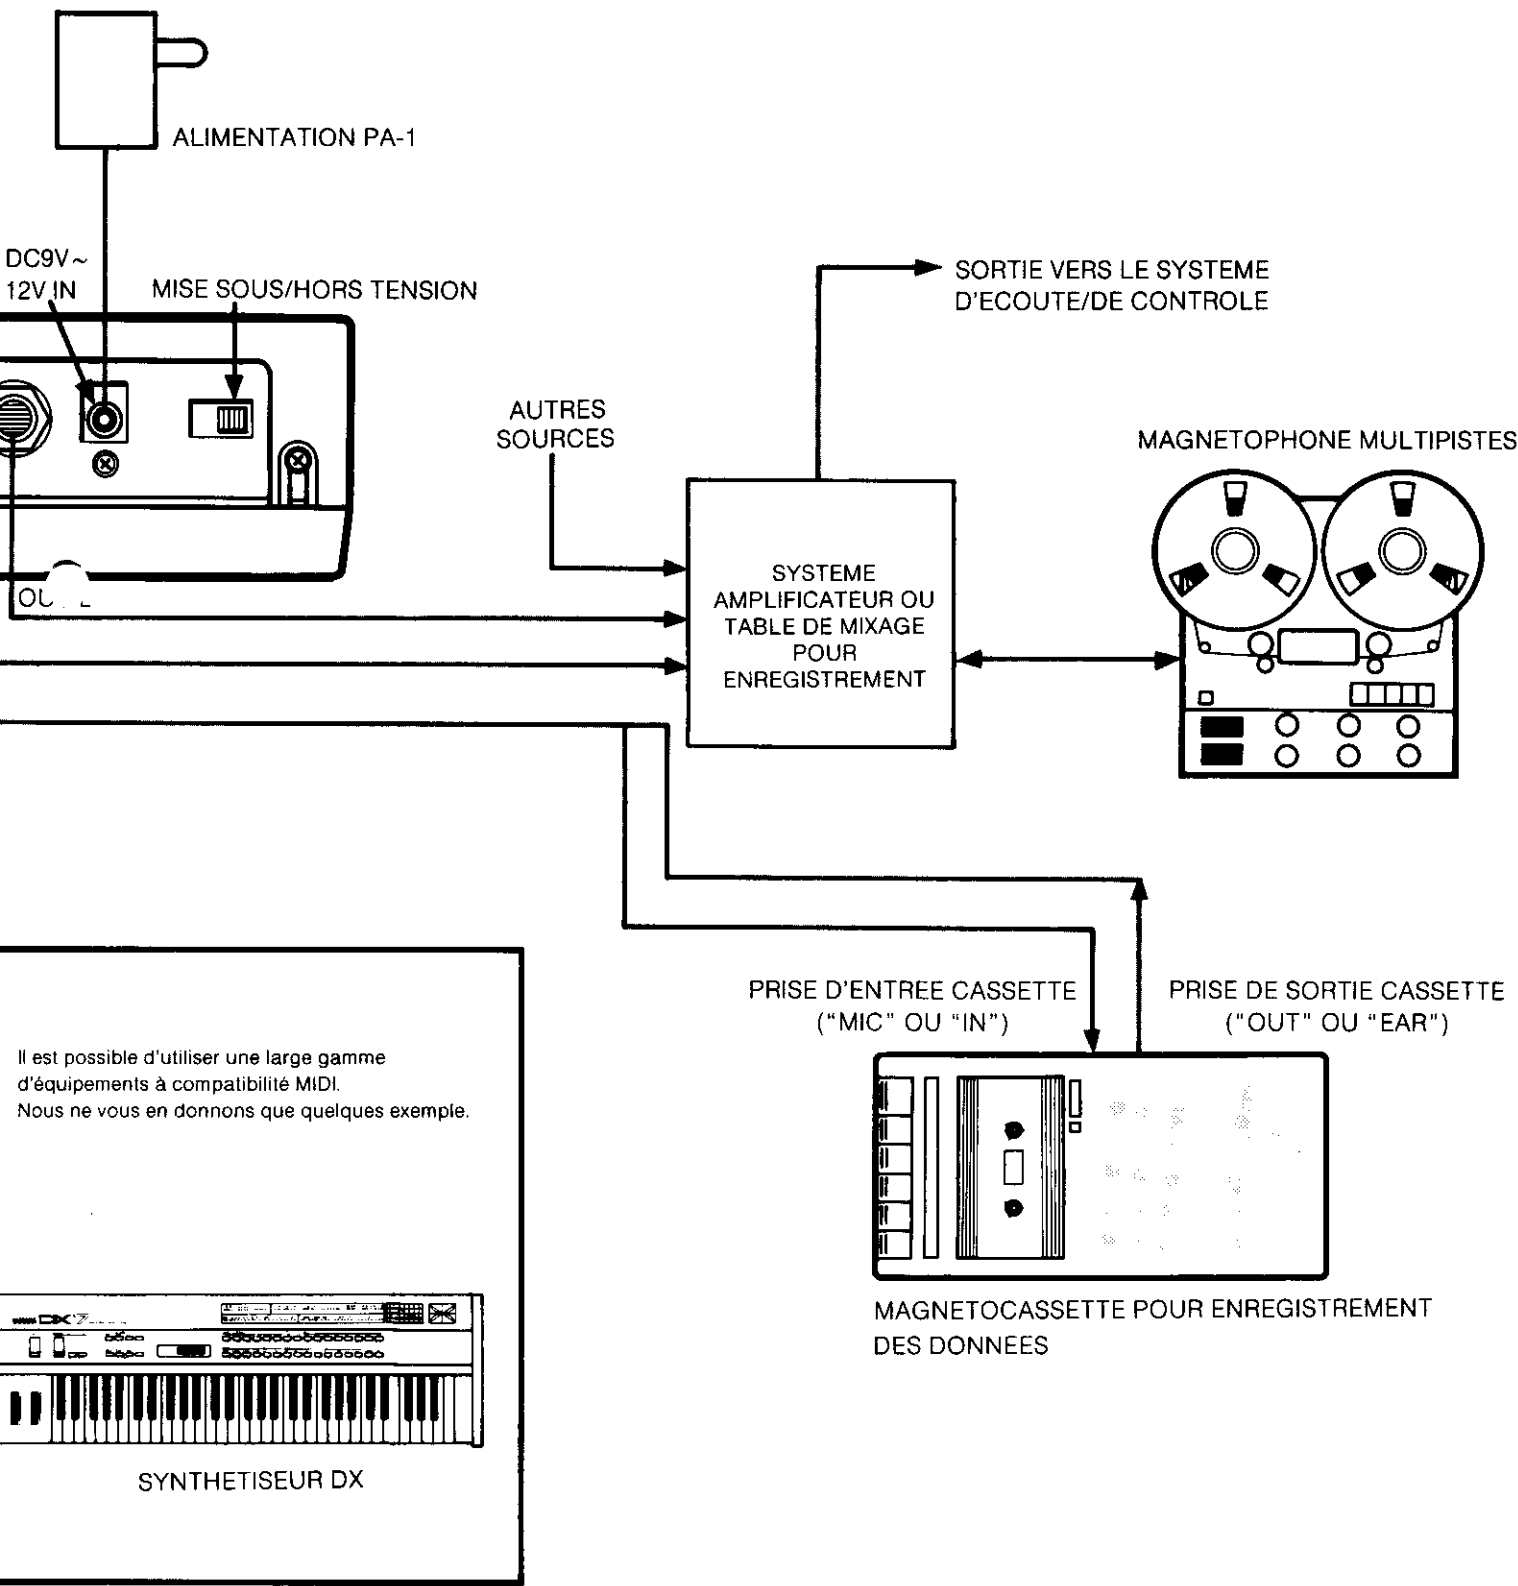 ALIMENTATION PA-1
DC9V~
12V IN
MISE SOUS/HORS TENSION
SORTIE VERS LE SYSTEME
D'ECOUTE/DE CONTROLE
AUTRES
SOURCES
MAGNETOPHONE MULTIPISTES
SYSTEME
AMPLIFICATEUR OU
TABLE DE MIXAGE
POUR
ENREGISTREMENT
PRISE D'ENTREE CASSETTE
("MIC" OU "IN")
PRISE DE SORTIE CASSETTE
("OUT" OU "EAR")
Il est possible d'utiliser une large gamme
d'équipements à compatibilité MIDI.
Nous ne vous en donnons que quelques exemple.
MAGNETOCASSETTE POUR ENREGISTREMENT
DES DONNEES
DX7
SYNTHETISEUR DX